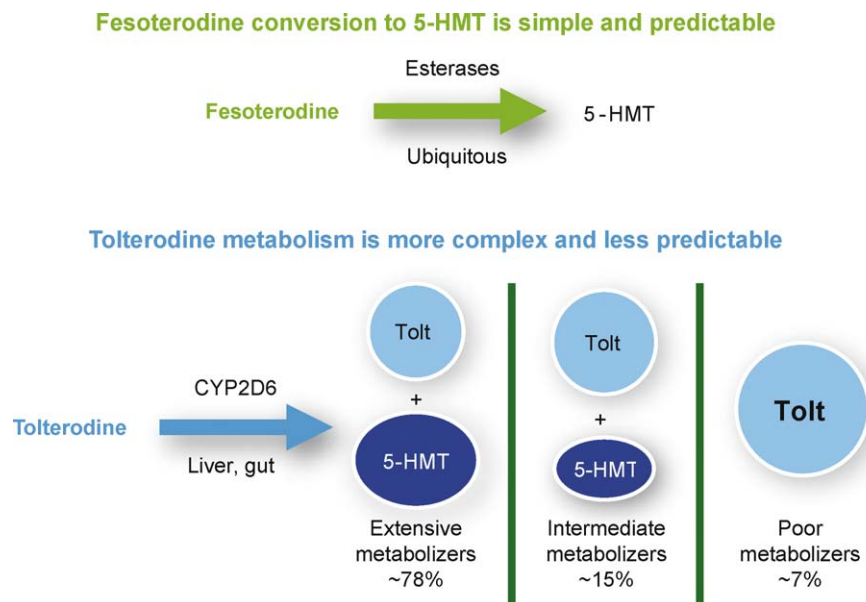 Fesoterodine conversion to 5-HMT is simple and predictable
Esterases
Fesoterodine
5-HMT
Ubiquitous
Tolterodine metabolism is more complex and less predictable
Tolterodine
CYP2D6
Liver, gut
Tolt
+
5-HMT
Extensive
metabolizers
~78%
Tolt
+
5-HMT
Intermediate
metabolizers
~15%
Tolt
Poor
metabolizers
~7%